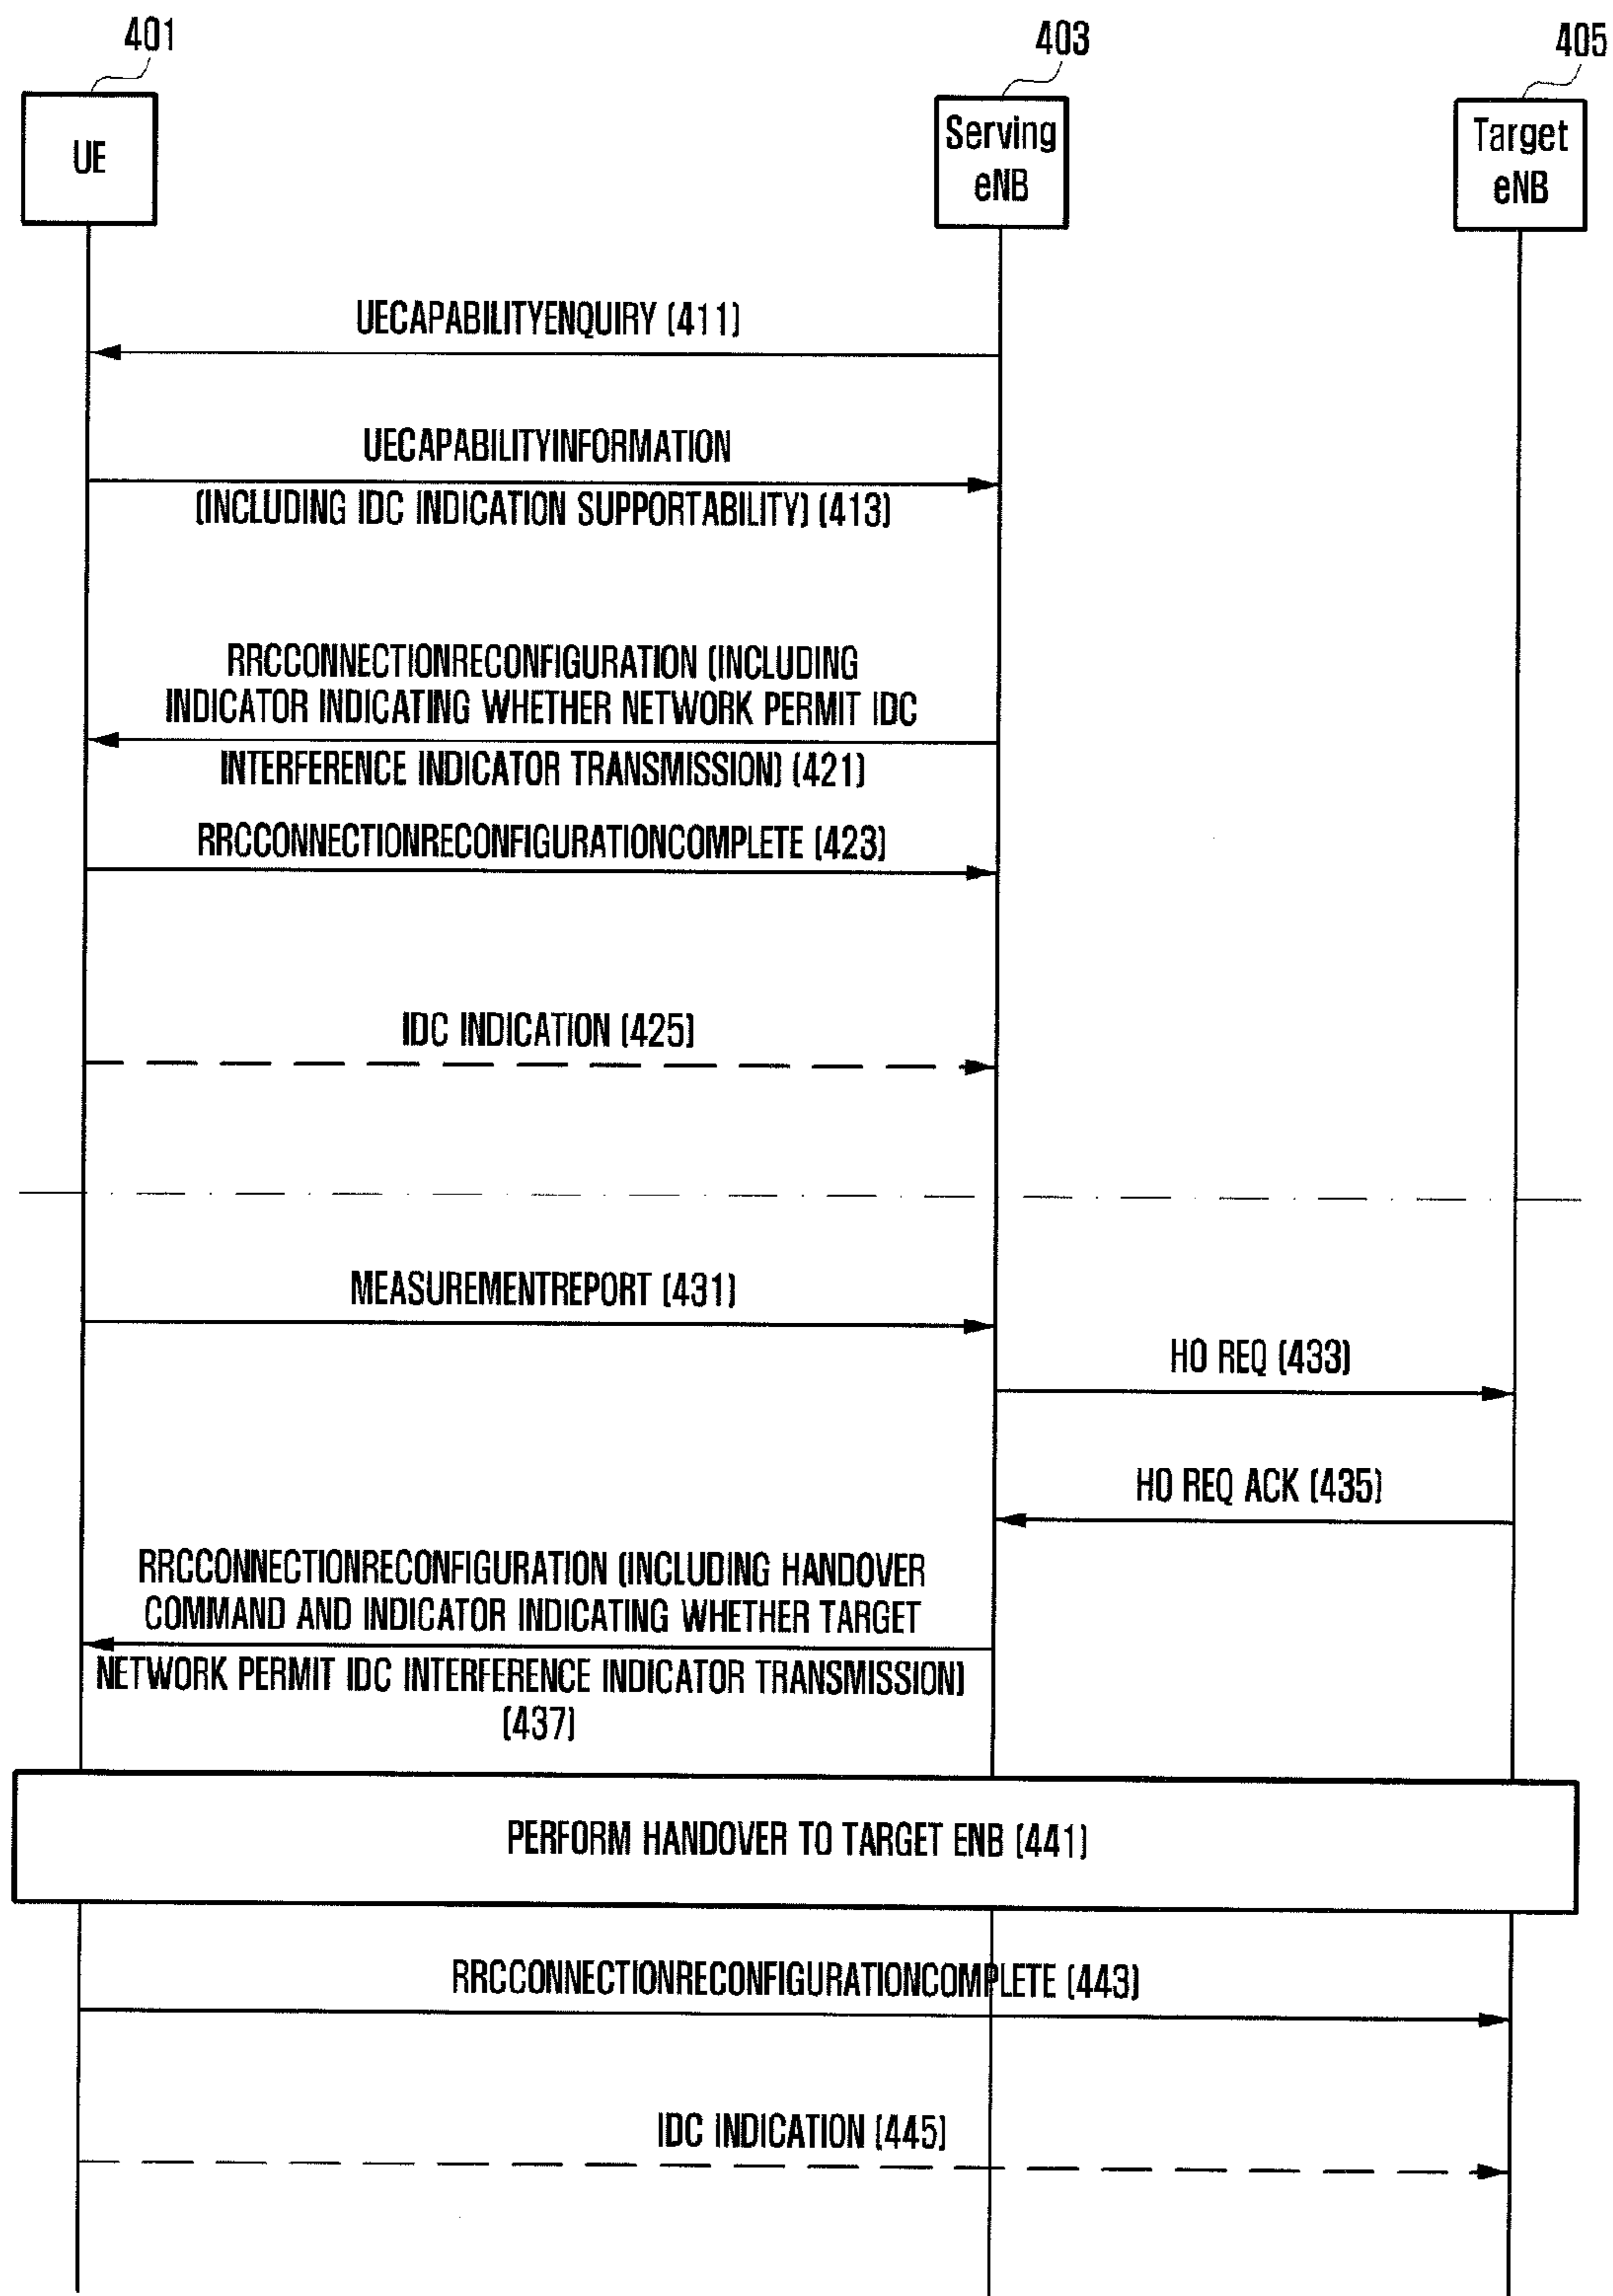 401
403
405
UE
Serving
eNB
Target
eNB
UECAPABILITYENQUIRY (411)
UECAPABILITYINFORMATION
(INCLUDING IDC INDICATION SUPPORTABILITY) (413)
RRCCONNECTIONRECONFIGURATION (INCLUDING
INDICATOR INDICATING WHETHER NETWORK PERMIT IDC
INTERFERENCE INDICATOR TRANSMISSION) (421)
RRCCONNECTIONRECONFIGURATIONCOMPLETE (423)
IDC INDICATION (425)
MEASUREMENTREPORT (431)
HO REQ (433)
HO REQ ACK (435)
RRCCONNECTIONRECONFIGURATION (INCLUDING HANDOVER
COMMAND AND INDICATOR INDICATING WHETHER TARGET
NETWORK PERMIT IDC INTERFERENCE INDICATOR TRANSMISSION)
(437)
PERFORM HANDOVER TO TARGET ENB (441)
RRCCONNECTIONRECONFIGURATIONCOMPLETE (443)
IDC INDICATION (445)